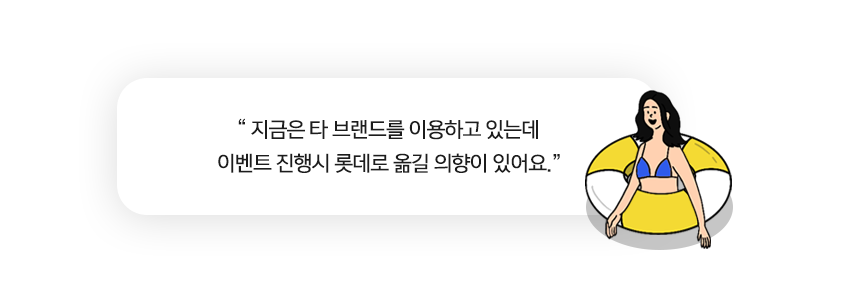 “ 지금은 타 브랜드를 이용하고 있는데
이벤트 진행시 롯데로 옮길 의향이 있어요.”